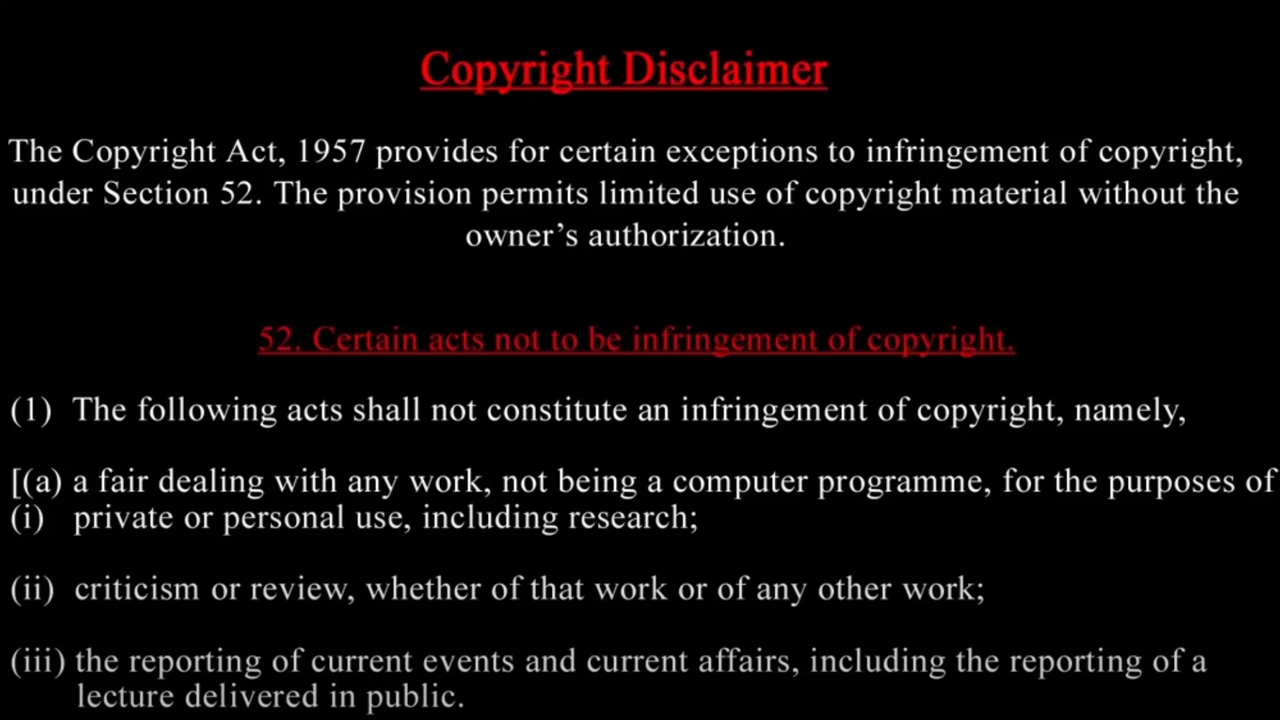 Copyright Disclaimer
The Copyright Act, 1957 provides for certain exceptions to infringement of copyright,
under Section 52. The provision permits limited use of copyright material without the
owner’s authorization.
52. Certain acts not to be infringement of copyright.
(1) The following acts shall not constitute an infringement of copyright, namely,
[(a) a fair dealing with any work, not being a computer programme, for the purposes of
(i) private or personal use, including research;
(ii) criticism or review, whether of that work or of any other work;
(iii) the reporting of current events and current affairs, including the reporting of a
lecture delivered in public.